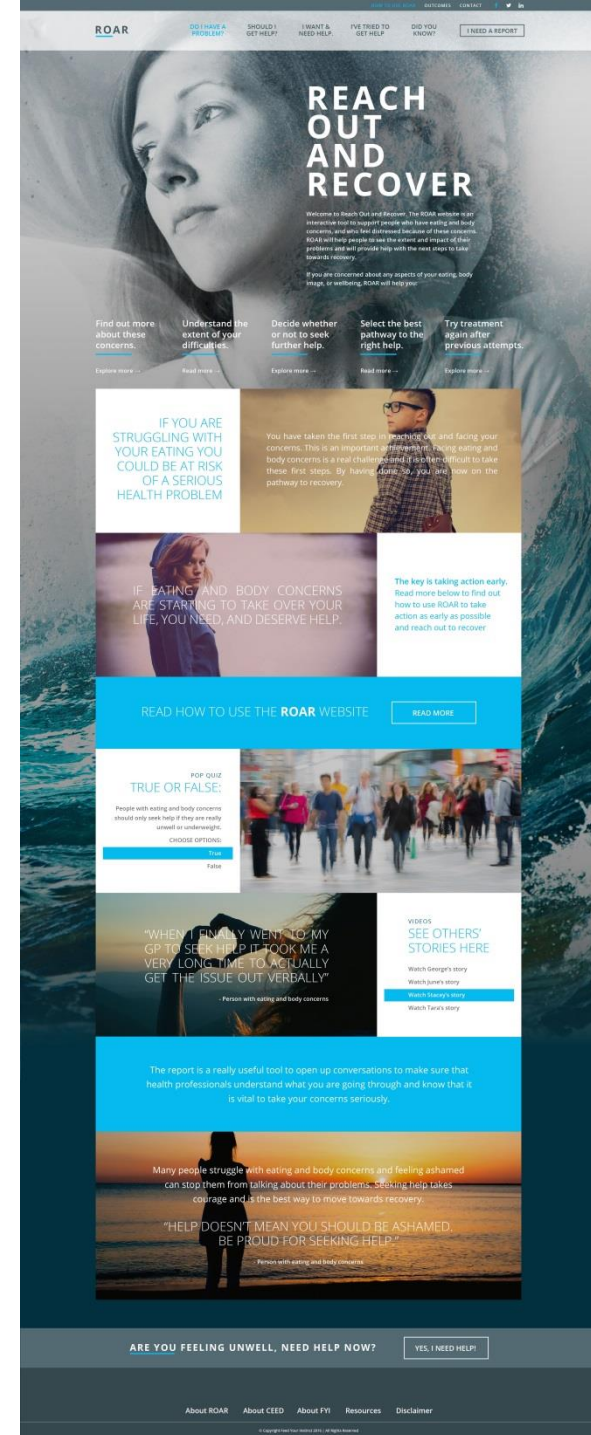 HOW TO USE ROAR OUTCOMES CONTACT
ROAR
DO I HAVE A PROBLEM?
SHOULD I GET HELP?
I WANT & NEED HELP.
I'VE TRIED TO GET HELP
DID YOU KNOW?
I NEED A REPORT
REACH
OUT
AND
RECOVER
Welcome to Reach Out and Recover. The ROAR website is an
interactive tool to support people who have eating and body
concerns, and who feel distressed because of these concerns.
ROAR will help people to see the extent and impact of their
problems and will provide help with the next steps to take
towards recovery.
If you are concerned about any aspects of your eating, body
image, or wellbeing, ROAR will help you:
Find out more
about these
concerns.
Explore more →
Understand the
extent of your
difficulties.
Read more →
Decide whether
or not to seek
further help.
Explore more →
Select the best
pathway to the
right help.
Read more →
Try treatment
again after
previous attempts.
Explore more →
IF YOU ARE
STRUGGLING WITH
YOUR EATING YOU
COULD BE AT RISK
OF A SERIOUS
HEALTH PROBLEM
You have taken the first step in reaching out and facing your
concerns. This is an important achievement. Facing eating and
body concerns is a real challenge and it is often difficult to take
these first steps. By having done so, you are now on the
pathway to recovery.
IF EATING AND BODY CONCERNS
ARE STARTING TO TAKE OVER YOUR
LIFE, YOU NEED, AND DESERVE HELP.
The key is taking action early.
Read more below to find out
how to use ROAR to take
action as early as possible
and reach out to recover
READ HOW TO USE THE ROAR WEBSITE
READ MORE
POP QUIZ
TRUE OR FALSE:
People with eating and body concerns
should only seek help if they are really
unwell or underweight.
CHOOSE OPTIONS:
True
False
"WHEN I FINALLY WENT TO MY
GP TO SEEK HELP IT TOOK ME A
VERY LONG TIME TO ACTUALLY
GET THE ISSUE OUT VERBALLY"
- Person with eating and body concerns
VIDEOS
SEE OTHERS'
STORIES HERE
Watch George's story
Watch June's story
Watch Stacey's story
Watch Tara's story
The report is a really useful tool to open up conversations to make sure that
health professionals understand what you are going through and know that it
is vital to take your concerns seriously.
Many people struggle with eating and body concerns and feeling ashamed
can stop them from talking about their problems. Seeking help takes
courage and is the best way to move towards recovery.
"HELP DOESN'T MEAN YOU SHOULD BE ASHAMED.
BE PROUD FOR SEEKING HELP."
- Person with eating and body concerns
ARE YOU FEELING UNWELL, NEED HELP NOW?
YES, I NEED HELP!
About ROAR About CEED About FYI Resources Disclaimer